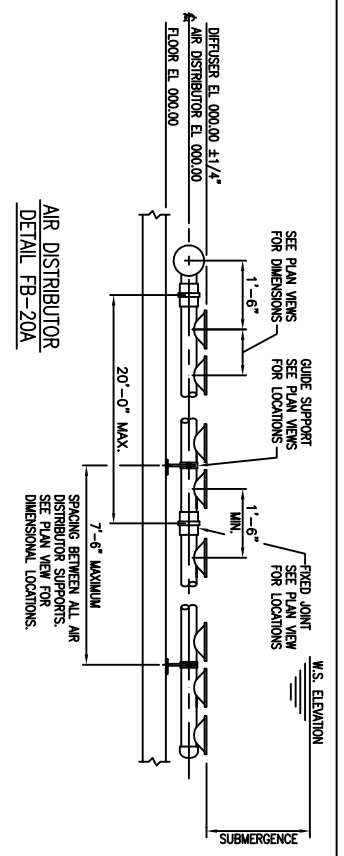 DIFFUSER EL 000.00 ±1/4"
℄ AIR DISTRIBUTOR EL 000.00
FLOOR EL 000.00
SEE PLAN VIEWS
FOR DIMENSIONS
1'-6"
GUIDE SUPPORT
SEE PLAN VIEWS
FOR LOCATIONS
1'-6"
MIN.
FIXED JOINT
SEE PLAN VIEW
FOR LOCATIONS
W.S. ELEVATION
SUBMERGENCE
20'-0" MAX.
7'-6" MAXIMUM
SPACING BETWEEN ALL AIR
DISTRIBUTOR SUPPORTS.
SEE PLAN VIEW FOR
DIMENSIONAL LOCATIONS.
AIR DISTRIBUTOR
DETAIL FB-20A